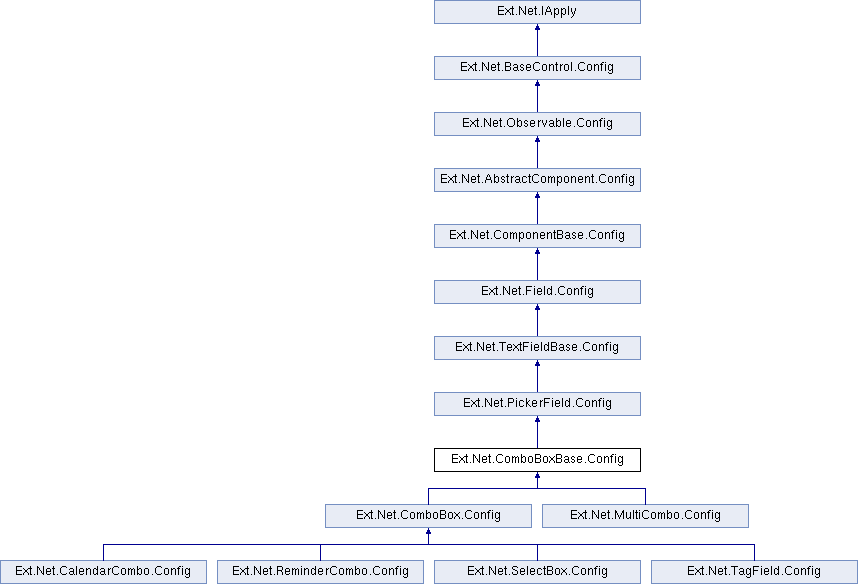 Ext.Net.IApply
Ext.Net.BaseControl.Config
Ext.Net.Observable.Config
Ext.Net.AbstractComponent.Config
Ext.Net.ComponentBase.Config
Ext.Net.Field.Config
Ext.Net.TextFieldBase.Config
Ext.Net.PickerField.Config
Ext.Net.ComboBoxBase.Config
Ext.Net.ComboBox.Config
Ext.Net.MultiCombo.Config
Ext.Net.CalendarCombo.Config
Ext.Net.ReminderCombo.Config
Ext.Net.SelectBox.Config
Ext.Net.TagField.Config